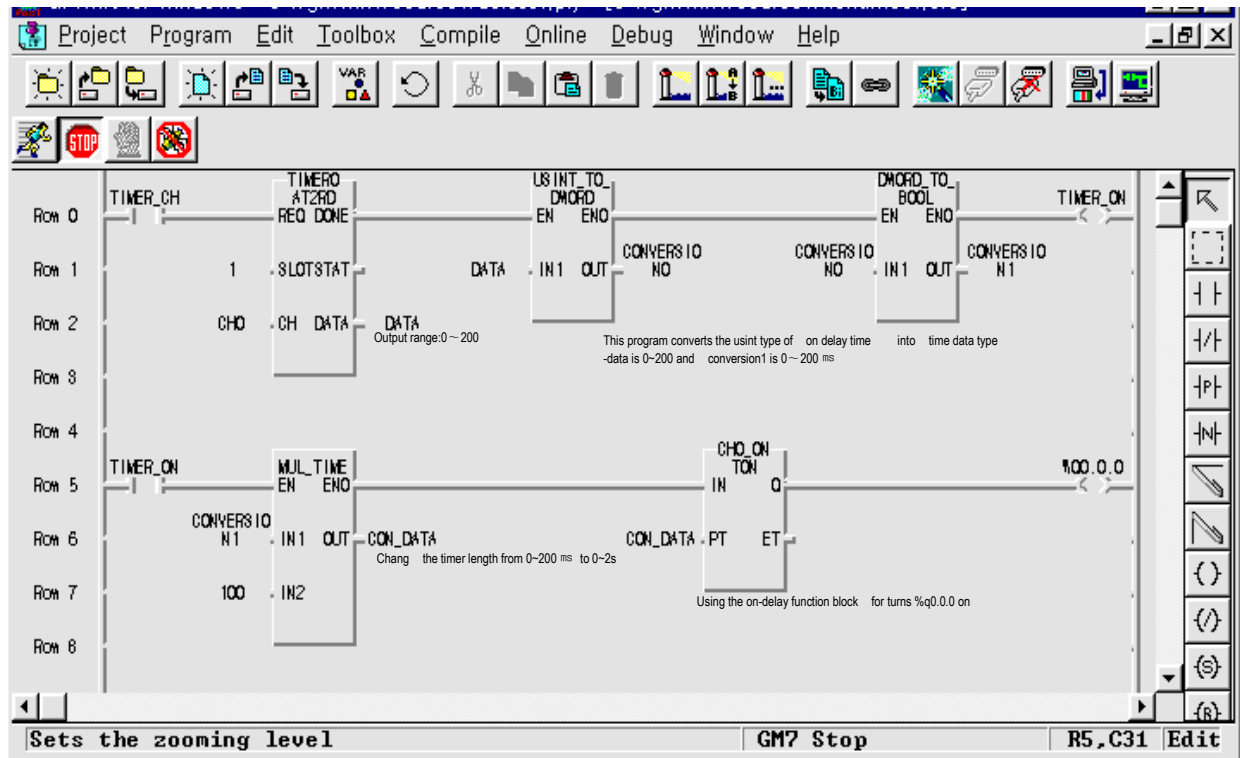 Project Program Edit Toolbox Compile Online Debug Window Help
VAR
STOP
Row 0
TIMER_CH
TIMER0
AT2RD
REQ DONE
USINT_TO_
DWORD
EN ENO
DWORD_TO_
BOOL
EN ENO
TIMER_ON
Row 1
1
SLOT STAT
DATA
IN1 OUT
CONVERSIO
N0
CONVERSIO
N0
IN1 OUT
CONVERSIO
N1
Row 2
CH0
CH DATA
DATA
Output range:0～200
This program converts the usint type of on delay time into time data type
-data is 0~200 and conversion1 is 0～200 ms
Row 3
Row 4
Row 5
TIMER_ON
MUL_TIME
EN ENO
CH0_ON
TON
IN Q
%Q0.0.0
Row 6
CONVERSIO
N1
IN1 OUT
CON_DATA
CON_DATA
PT ET
Chang the timer length from 0~200 ms to 0~2s
Row 7
100
IN2
Using the on-delay function block for turns %q0.0.0 on
Row 8
P
N
(S)
(R)
Sets the zooming level
GM7 Stop
R5,C31
Edit